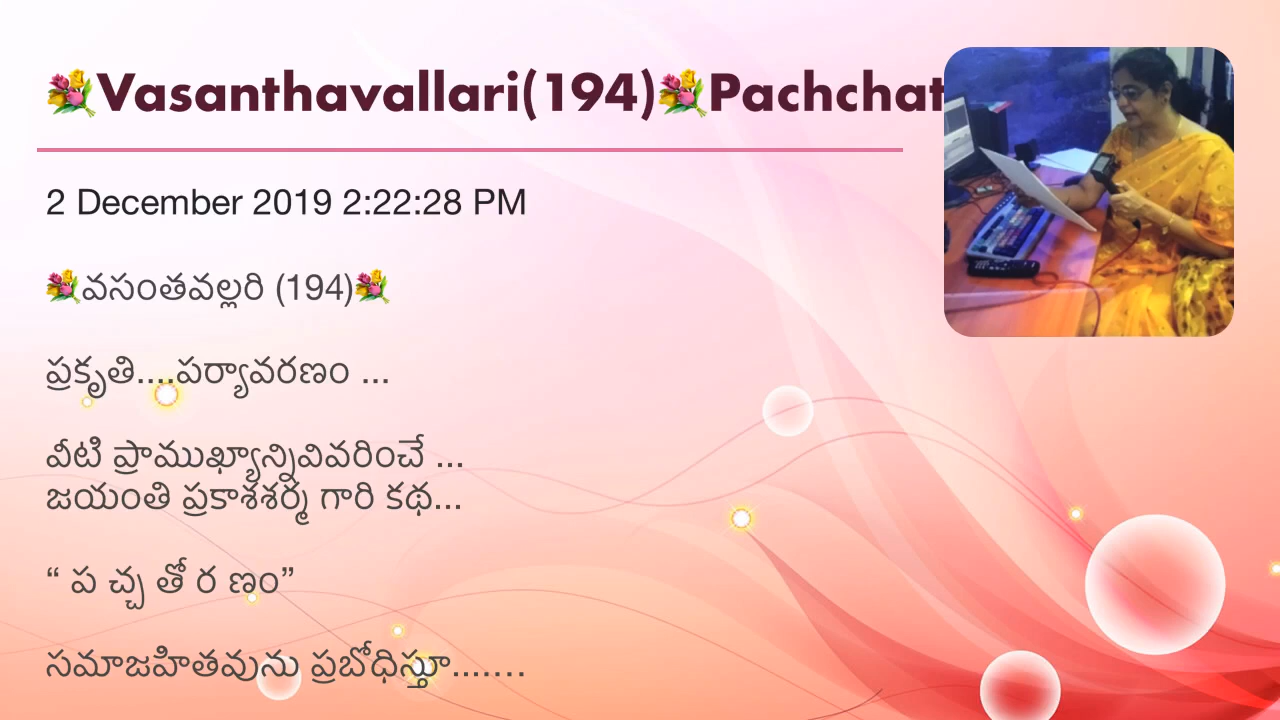 💐Vasanthavallari(194)💐Pachchat
2 December 2019 2:22:28 PM
💐వసంతవల్లరి (194)💐
ప్రకృతి....పర్యావరణం ...
వీటి ప్రాముఖ్యాన్నివివరించే ...
జయంతి ప్రకాశశర్మ గారి కథ...
“ ప చ్చ తో ర ణం”
సమాజహితవును ప్రబోధిస్తూ.......